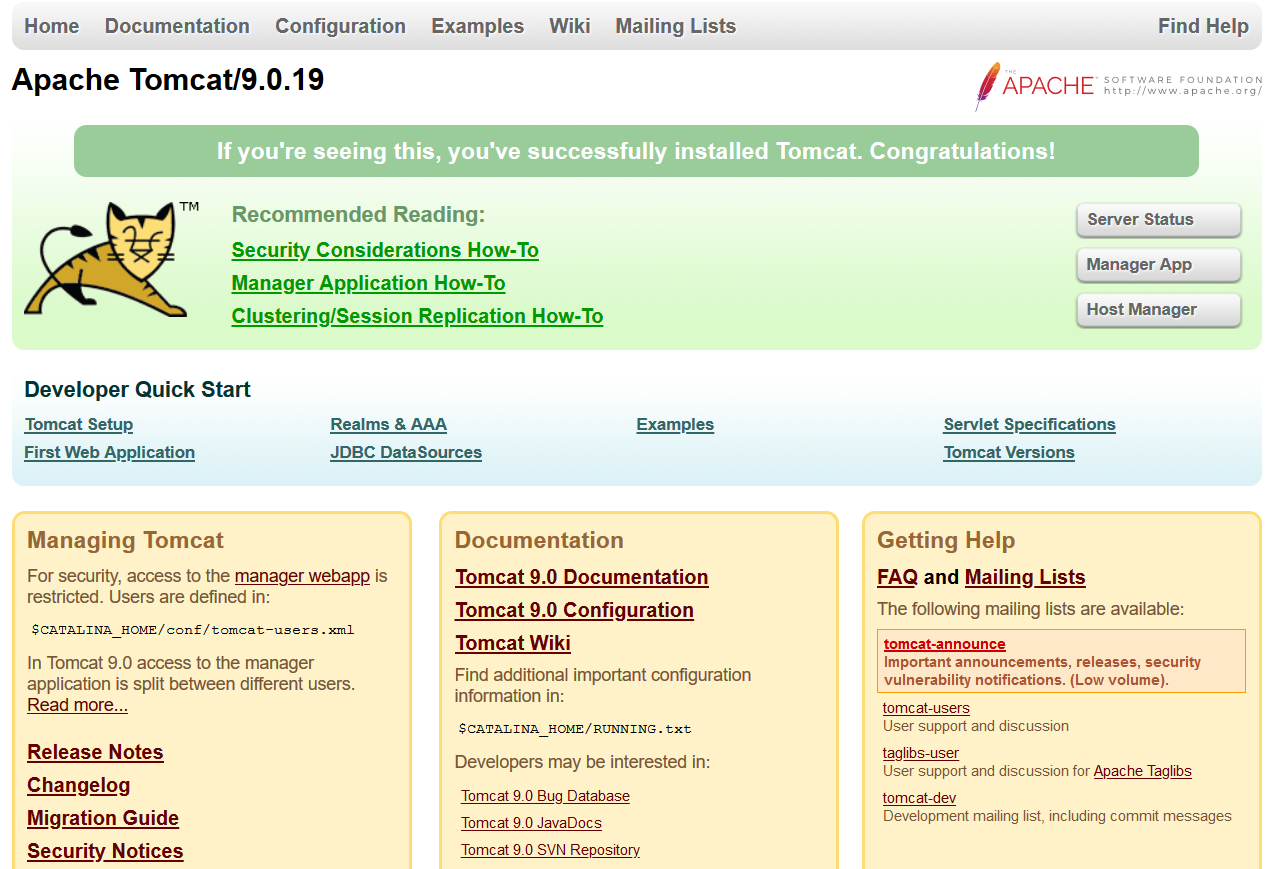 Home Documentation Configuration Examples Wiki Mailing Lists Find Help
Apache Tomcat/9.0.19
THE
APACHE™ SOFTWARE FOUNDATION
http://www.apache.org/
If you're seeing this, you've successfully installed Tomcat. Congratulations!
TM
Recommended Reading:
Security Considerations How-To
Manager Application How-To
Clustering/Session Replication How-To
Server Status
Manager App
Host Manager
Developer Quick Start
Tomcat Setup
First Web Application
Realms & AAA
JDBC DataSources
Examples
Servlet Specifications
Tomcat Versions
Managing Tomcat
For security, access to the manager webapp is
restricted. Users are defined in:
$CATALINA_HOME/conf/tomcat-users.xml
In Tomcat 9.0 access to the manager
application is split between different users.
Read more...
Release Notes
Changelog
Migration Guide
Security Notices
Documentation
Tomcat 9.0 Documentation
Tomcat 9.0 Configuration
Tomcat Wiki
Find additional important configuration
information in:
$CATALINA_HOME/RUNNING.txt
Developers may be interested in:
Tomcat 9.0 Bug Database
Tomcat 9.0 JavaDocs
Tomcat 9.0 SVN Repository
Getting Help
FAQ and Mailing Lists
The following mailing lists are available:
tomcat-announce
Important announcements, releases, security
vulnerability notifications. (Low volume).
tomcat-users
User support and discussion
taglibs-user
User support and discussion for Apache Taglibs
tomcat-dev
Development mailing list, including commit messages